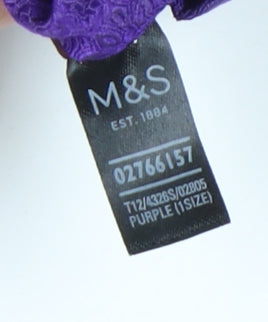 M&S
EST. 1884
02766157
T12/4326S/02805
PURPLE (1SIZE)